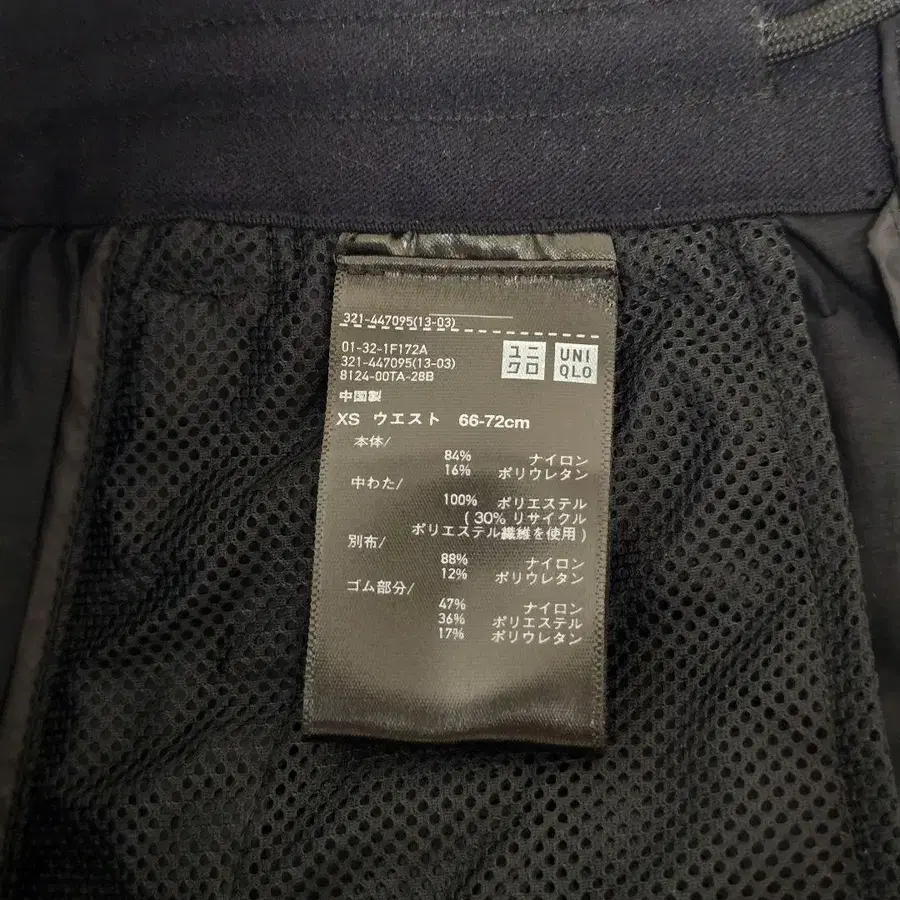 321-447095(13-03)
01-32-1F172A
321-447095(13-03)
8124-00TA-28B
ユニ
クロ
UNI
QLO
中国製
XS ウエスト 66-72cm
本体/
84% ナイロン
16% ポリウレタン
中わた/
100% ポリエステル
( 30% リサイクル
ポリエステル繊維を使用 )
別布/
88% ナイロン
12% ポリウレタン
ゴム部分/
47% ナイロン
36% ポリエステル
17% ポリウレタン